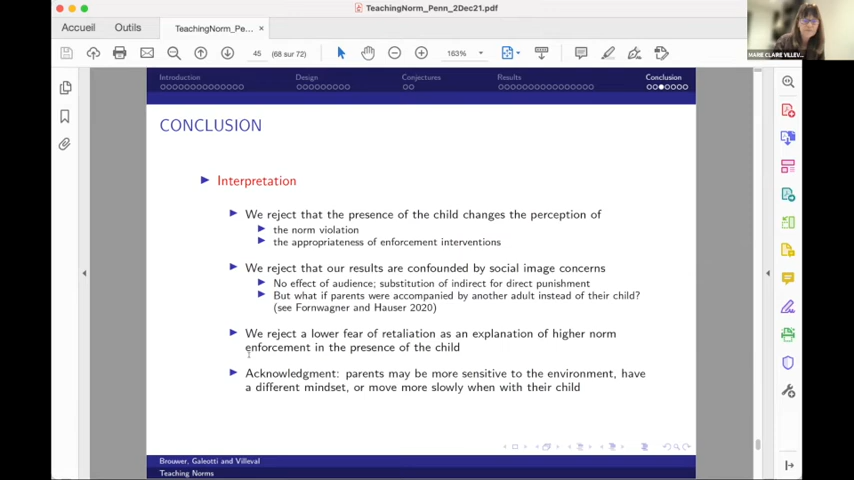 TeachingNorm_Penn_2Dec21.pdf
Accueil
Outils
TeachingNorm_Pen...
×
45
(68 sur 72)
163%
MARIE CLAIRE VILLEV...
Introduction
Design
Conjectures
Results
Conclusion
CONCLUSION
Interpretation
We reject that the presence of the child changes the perception of
the norm violation
the appropriateness of enforcement interventions
We reject that our results are confounded by social image concerns
No effect of audience; substitution of indirect for direct punishment
But what if parents were accompanied by another adult instead of their child?
(see Fornwagner and Hauser 2020)
We reject a lower fear of retaliation as an explanation of higher norm
enforcement in the presence of the child
Acknowledgment: parents may be more sensitive to the environment, have
a different mindset, or move more slowly when with their child
Brouwer, Galeotti and Villeval
Teaching Norms